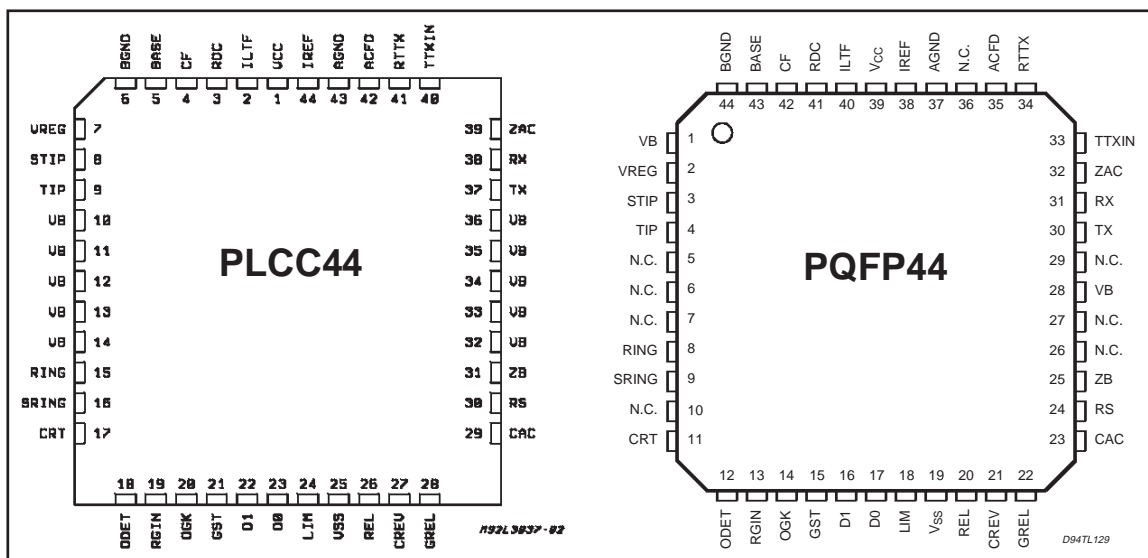 BGND BASE CF RDC ILTF VCC IREF AGND ACFD RTTX TTXIN
6 5 4 3 2 1 44 43 42 41 40
VREG 7
STIP 8
TIP 9
VB 10
VB 11
VB 12
VB 13
VB 14
RING 15
SRING 16
CRT 17
PLCC44
39 ZAC
38 RX
37 TX
36 VB
35 VB
34 VB
33 VB
32 VB
31 ZB
30 RS
29 CAC
18 19 20 21 22 23 24 25 26 27 28
ODET RGIN OGK GST D1 D0 LIM VSS REL CREV GREL
M92L3037-02
BGND BASE CF RDC ILTF VCC IREF AGND N.C. ACFD RTTX
44 43 42 41 40 39 38 37 36 35 34
VB 1
VREG 2
STIP 3
TIP 4
N.C. 5
N.C. 6
N.C. 7
RING 8
SRING 9
N.C. 10
CRT 11
PQFP44
33 TTXIN
32 ZAC
31 RX
30 TX
29 N.C.
28 VB
27 N.C.
26 N.C.
25 ZB
24 RS
23 CAC
12 13 14 15 16 17 18 19 20 21 22
ODET RGIN OGK GST D1 D0 LIM VSS REL CREV GREL
D94TL129